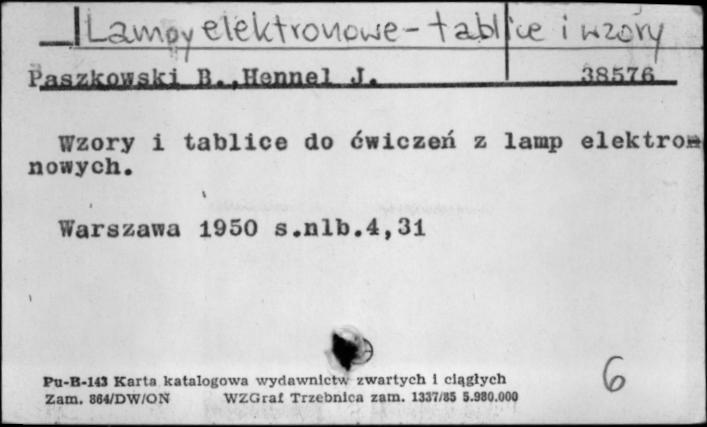 Lampy elektronowe - tablice i wzory
Paszkowski B., Hennel J. 38576
Wzory i tablice do ćwiczeń z lamp elektro=
nowych.
Warszawa 1950 s.nlb.4,31
Pu-B-143 Karta katalogowa wydawnictw zwartych i ciągłych
Zam. 864/DW/ON WZGraf Trzebnica zam. 1337/85 5.980.000
6